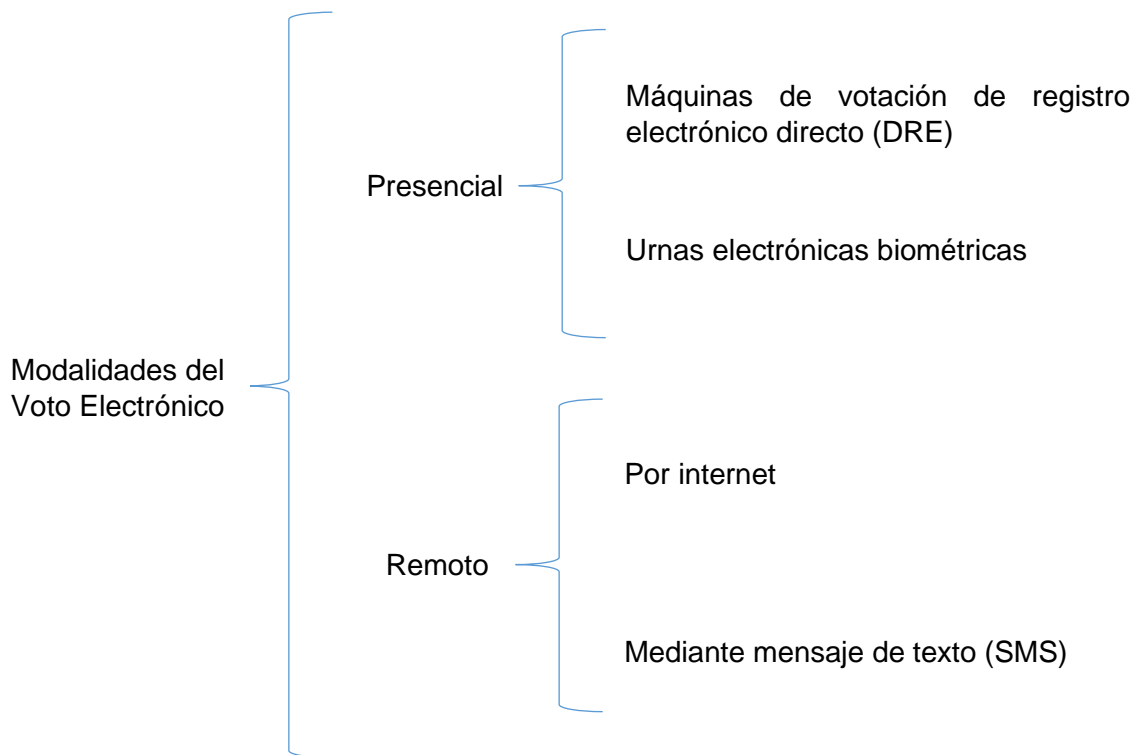 Modalidades del
Voto Electrónico
Presencial
Máquinas de votación de registro
electrónico directo (DRE)
Urnas electrónicas biométricas
Remoto
Por internet
Mediante mensaje de texto (SMS)